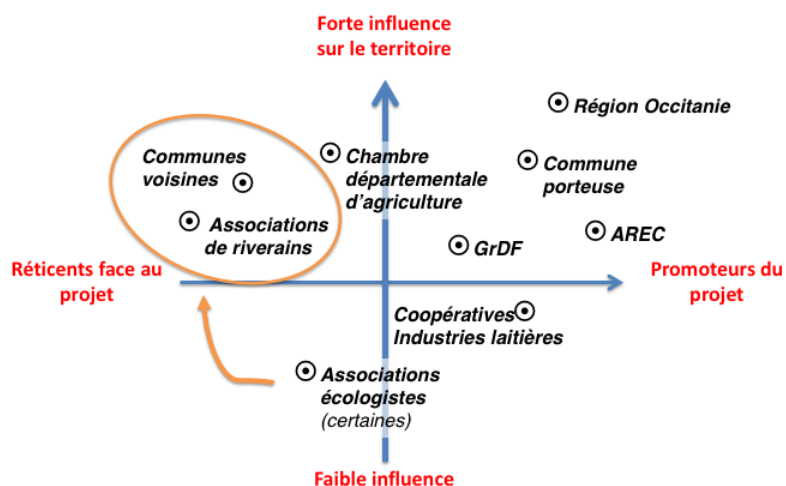 Forte influence
sur le territoire
Région Occitanie
Communes
voisines
Chambre
départementale
d'agriculture
Commune
porteuse
Associations
de riverains
GrDF
AREC
Réticents face au
projet
Promoteurs du
projet
Coopératives
Industries laitières
Associations
écologistes
(certaines)
Faible influence